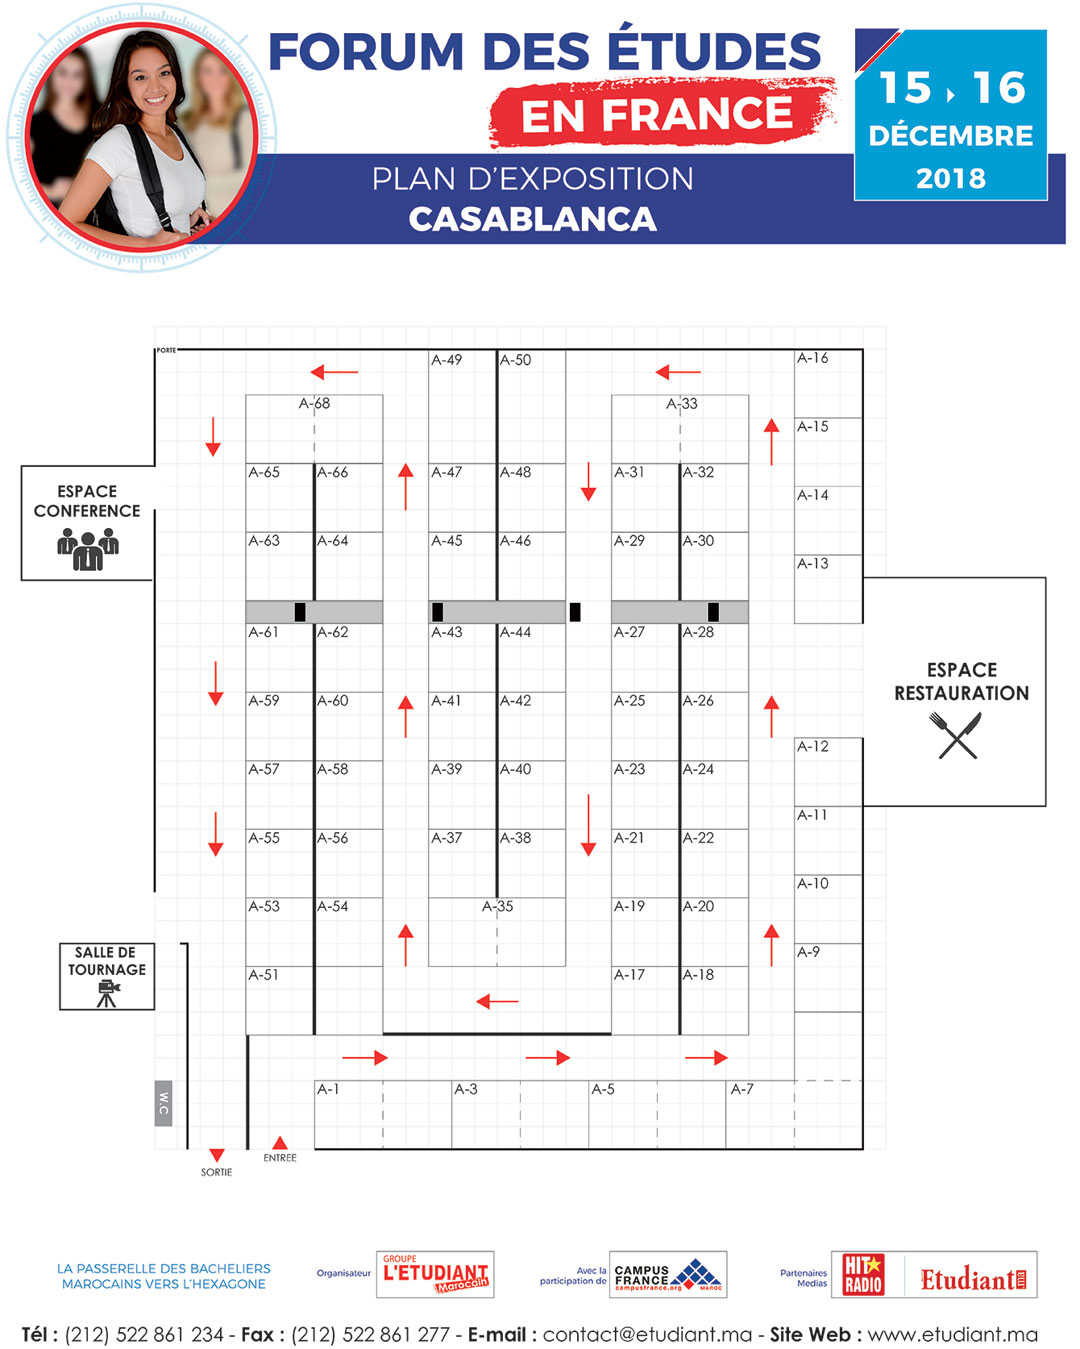 FORUM DES ÉTUDES
EN FRANCE
PLAN D'EXPOSITION
CASABLANCA
15 16
DÉCEMBRE
2018
PORTE
A-49 A-50 A-16
A-68 A-33
A-15
A-65 A-66 A-47 A-48 A-31 A-32
A-14
ESPACE
CONFERENCE
A-63 A-64 A-45 A-46 A-29 A-30
A-13
A-61 A-62 A-43 A-44 A-27 A-28
ESPACE
RESTAURATION
A-59 A-60 A-41 A-42 A-25 A-26
A-12
A-57 A-58 A-39 A-40 A-23 A-24
A-11
A-55 A-56 A-37 A-38 A-21 A-22
A-10
A-53 A-54 A-35 A-19 A-20
A-9
SALLE DE
TOURNAGE
A-51 A-17 A-18
A-1 A-3 A-5 A-7
W.C
SORTIE
ENTREE
LA PASSERELLE DES BACHELIERS
MAROCAINS VERS L'HEXAGONE
Organisateur
GROUPE
L'ETUDIANT
Marocain
Avec la
participation de
CAMPUS
FRANCE
campusfrance.org
MAROC
Partenaires
Medias
HIT
RADIO
Etudiant.ma
Tél : (212) 522 861 234 - Fax : (212) 522 861 277 - E-mail : contact@etudiant.ma - Site Web : www.etudiant.ma